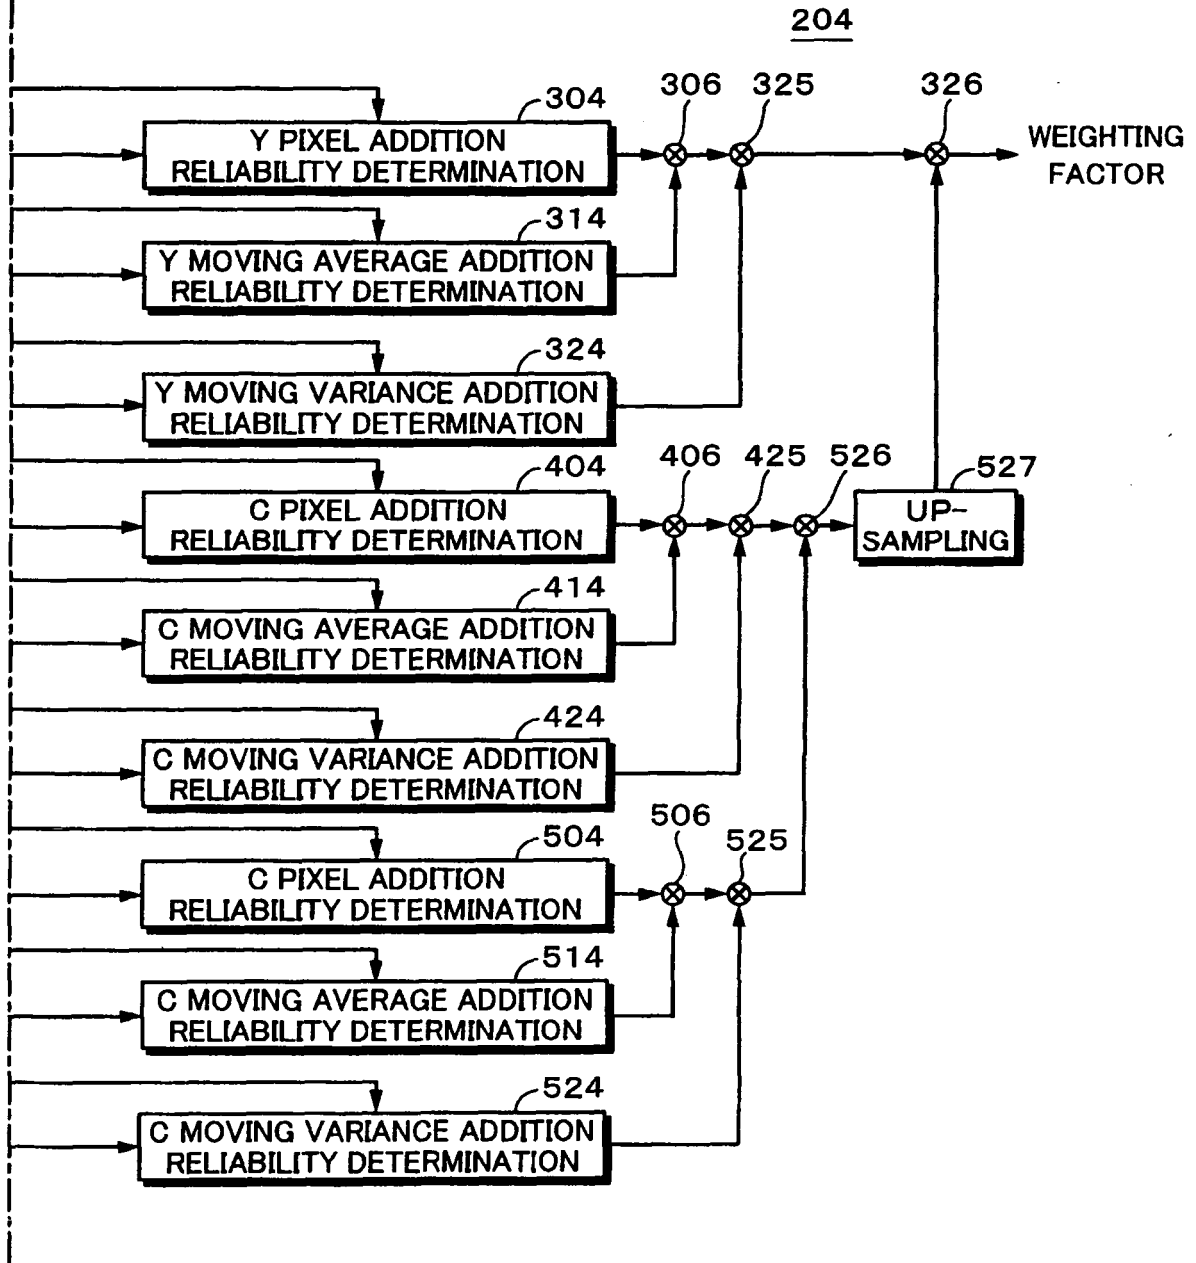 204
304
306
325
326
Y PIXEL ADDITION
RELIABILITY DETERMINATION
WEIGHTING
FACTOR
314
Y MOVING AVERAGE ADDITION
RELIABILITY DETERMINATION
324
Y MOVING VARIANCE ADDITION
RELIABILITY DETERMINATION
404
406
425
526
527
C PIXEL ADDITION
RELIABILITY DETERMINATION
UP-
SAMPLING
414
C MOVING AVERAGE ADDITION
RELIABILITY DETERMINATION
424
C MOVING VARIANCE ADDITION
RELIABILITY DETERMINATION
504
506
525
C PIXEL ADDITION
RELIABILITY DETERMINATION
514
C MOVING AVERAGE ADDITION
RELIABILITY DETERMINATION
524
C MOVING VARIANCE ADDITION
RELIABILITY DETERMINATION